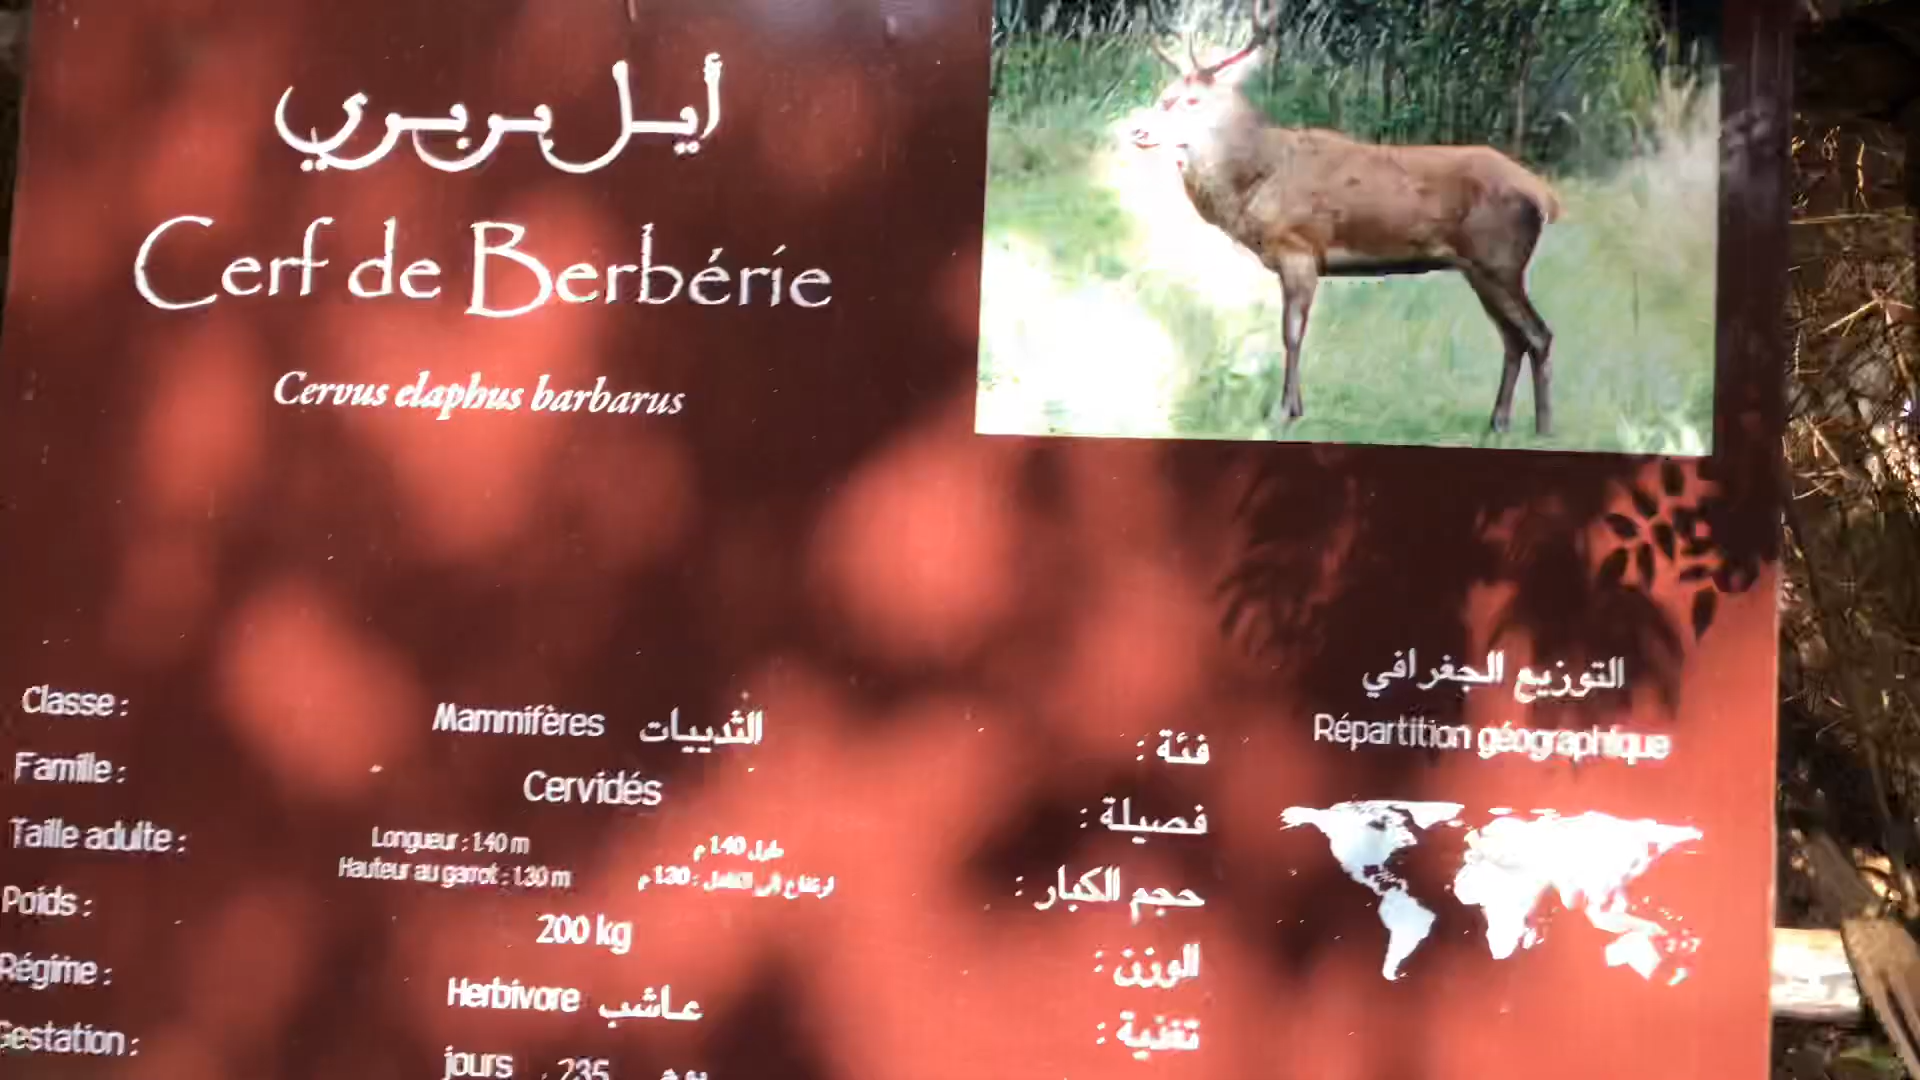 أيل بربري
Cerf de Berbérie
Cervus elaphus barbarus
التوزيع الجغرافي
Répartition géographique
Classe : Mammifères الثدييات فئة :
Famille : Cervidés فصيلة :
Taille adulte : Longueur : 1.40 m طول 1.40 م حجم الكبار :
Hauteur au garrot : 1.30 m ارتفاع إلى الكاهل : 1.30 م
Poids : 200 kg الوزن :
Régime : Herbivore عاشب تغذية :
Gestation : jours 235 يوم